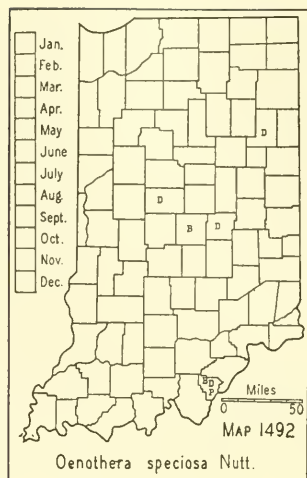 Jan.
Feb.
Mar.
Apr.
May
June
July
Aug.
Sept.
Oct.
Nov.
Dec.
D
D
B
D
B D
P
Miles
0 50
MAP 1492
Oenothera speciosa Nutt.